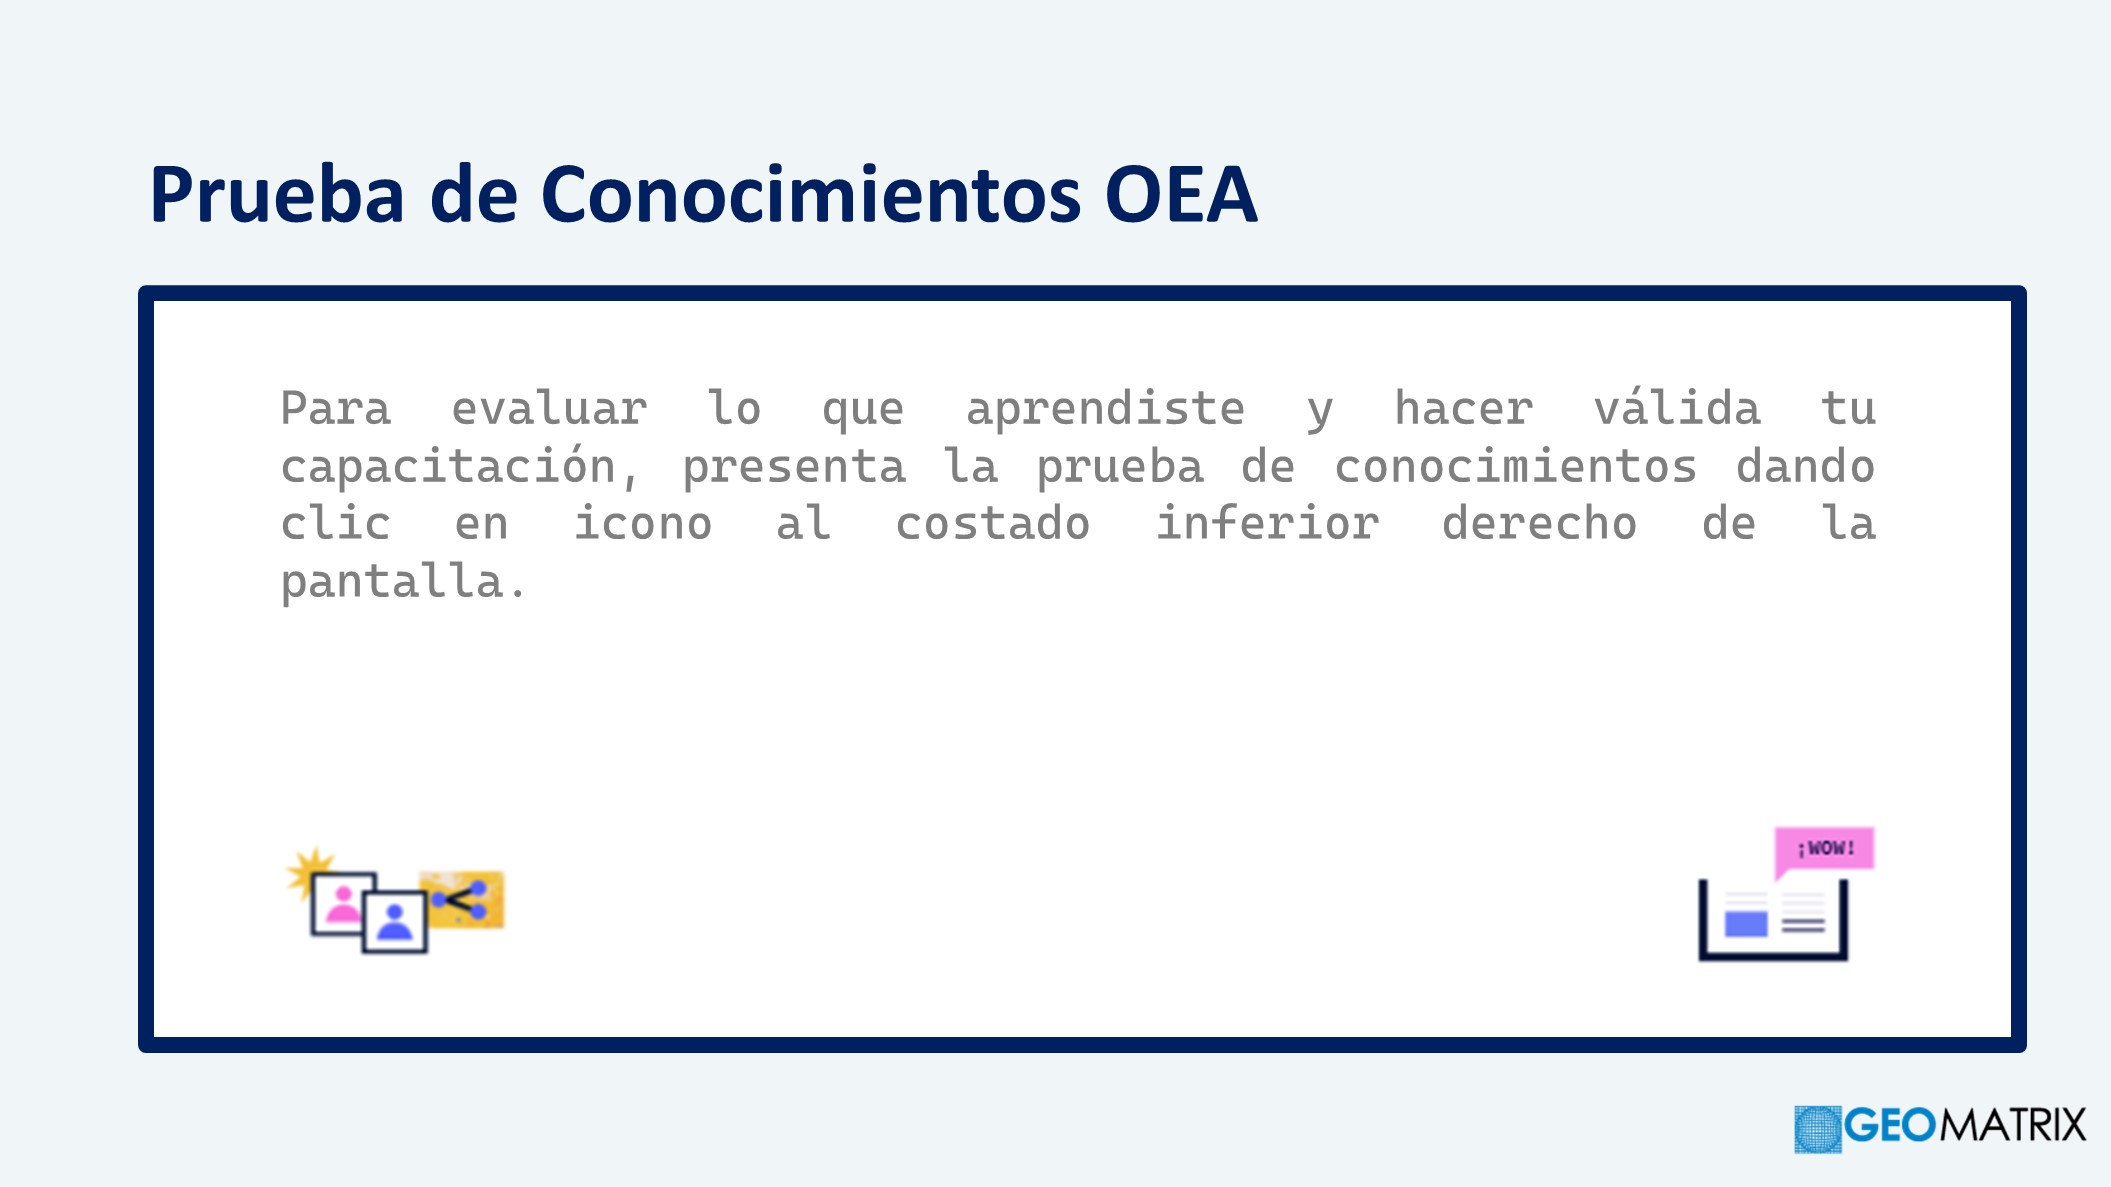 Prueba de Conocimientos OEA
Para evaluar lo que aprendiste y hacer válida tu
capacitación, presenta la prueba de conocimientos dando
clic en icono al costado inferior derecho de la
pantalla.
¡WOW!
GEOMATRIX